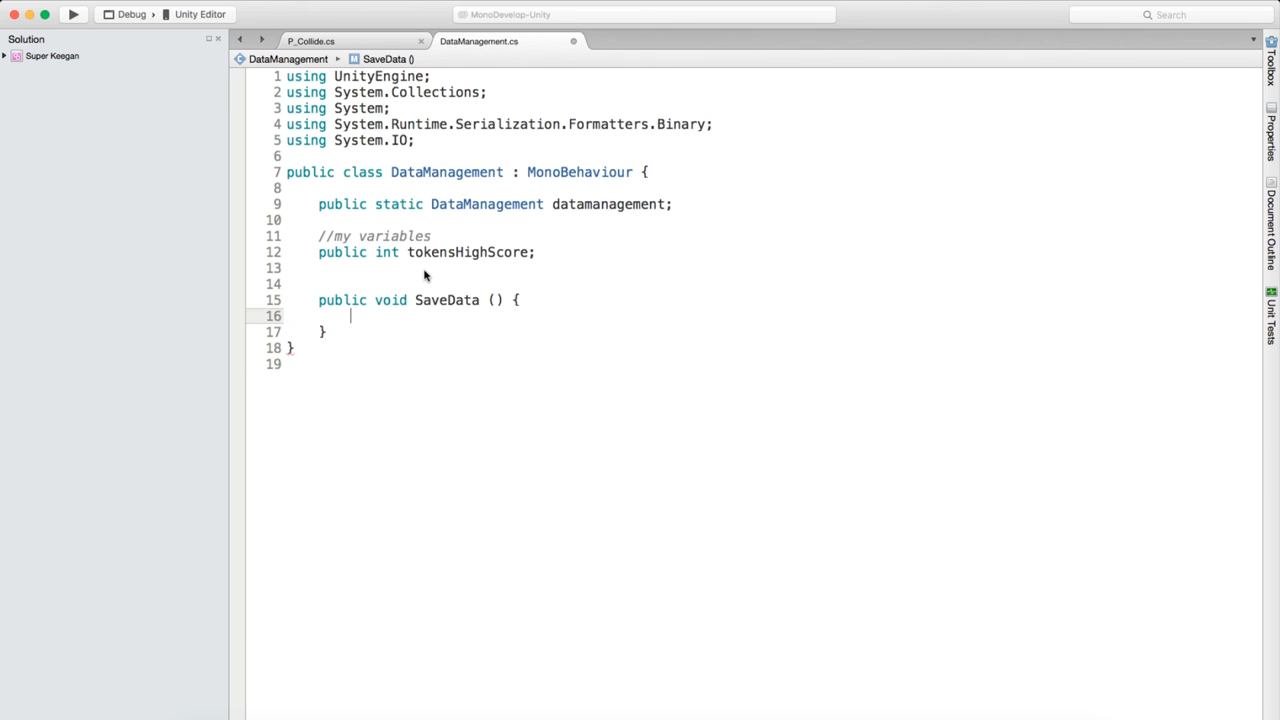 Debug › Unity Editor
MonoDevelop-Unity
Search
Solution
Super Keegan
P_Collide.cs
DataManagement.cs
DataManagement ▸ SaveData ()
1 using UnityEngine;
2 using System.Collections;
3 using System;
4 using System.Runtime.Serialization.Formatters.Binary;
5 using System.IO;
6
7 public class DataManagement : MonoBehaviour {
8
9 public static DataManagement datamanagement;
10
11 //my variables
12 public int tokensHighScore;
13
14
15 public void SaveData () {
16
17 }
18 }
19
Toolbox
Properties
Document Outline
Unit Tests